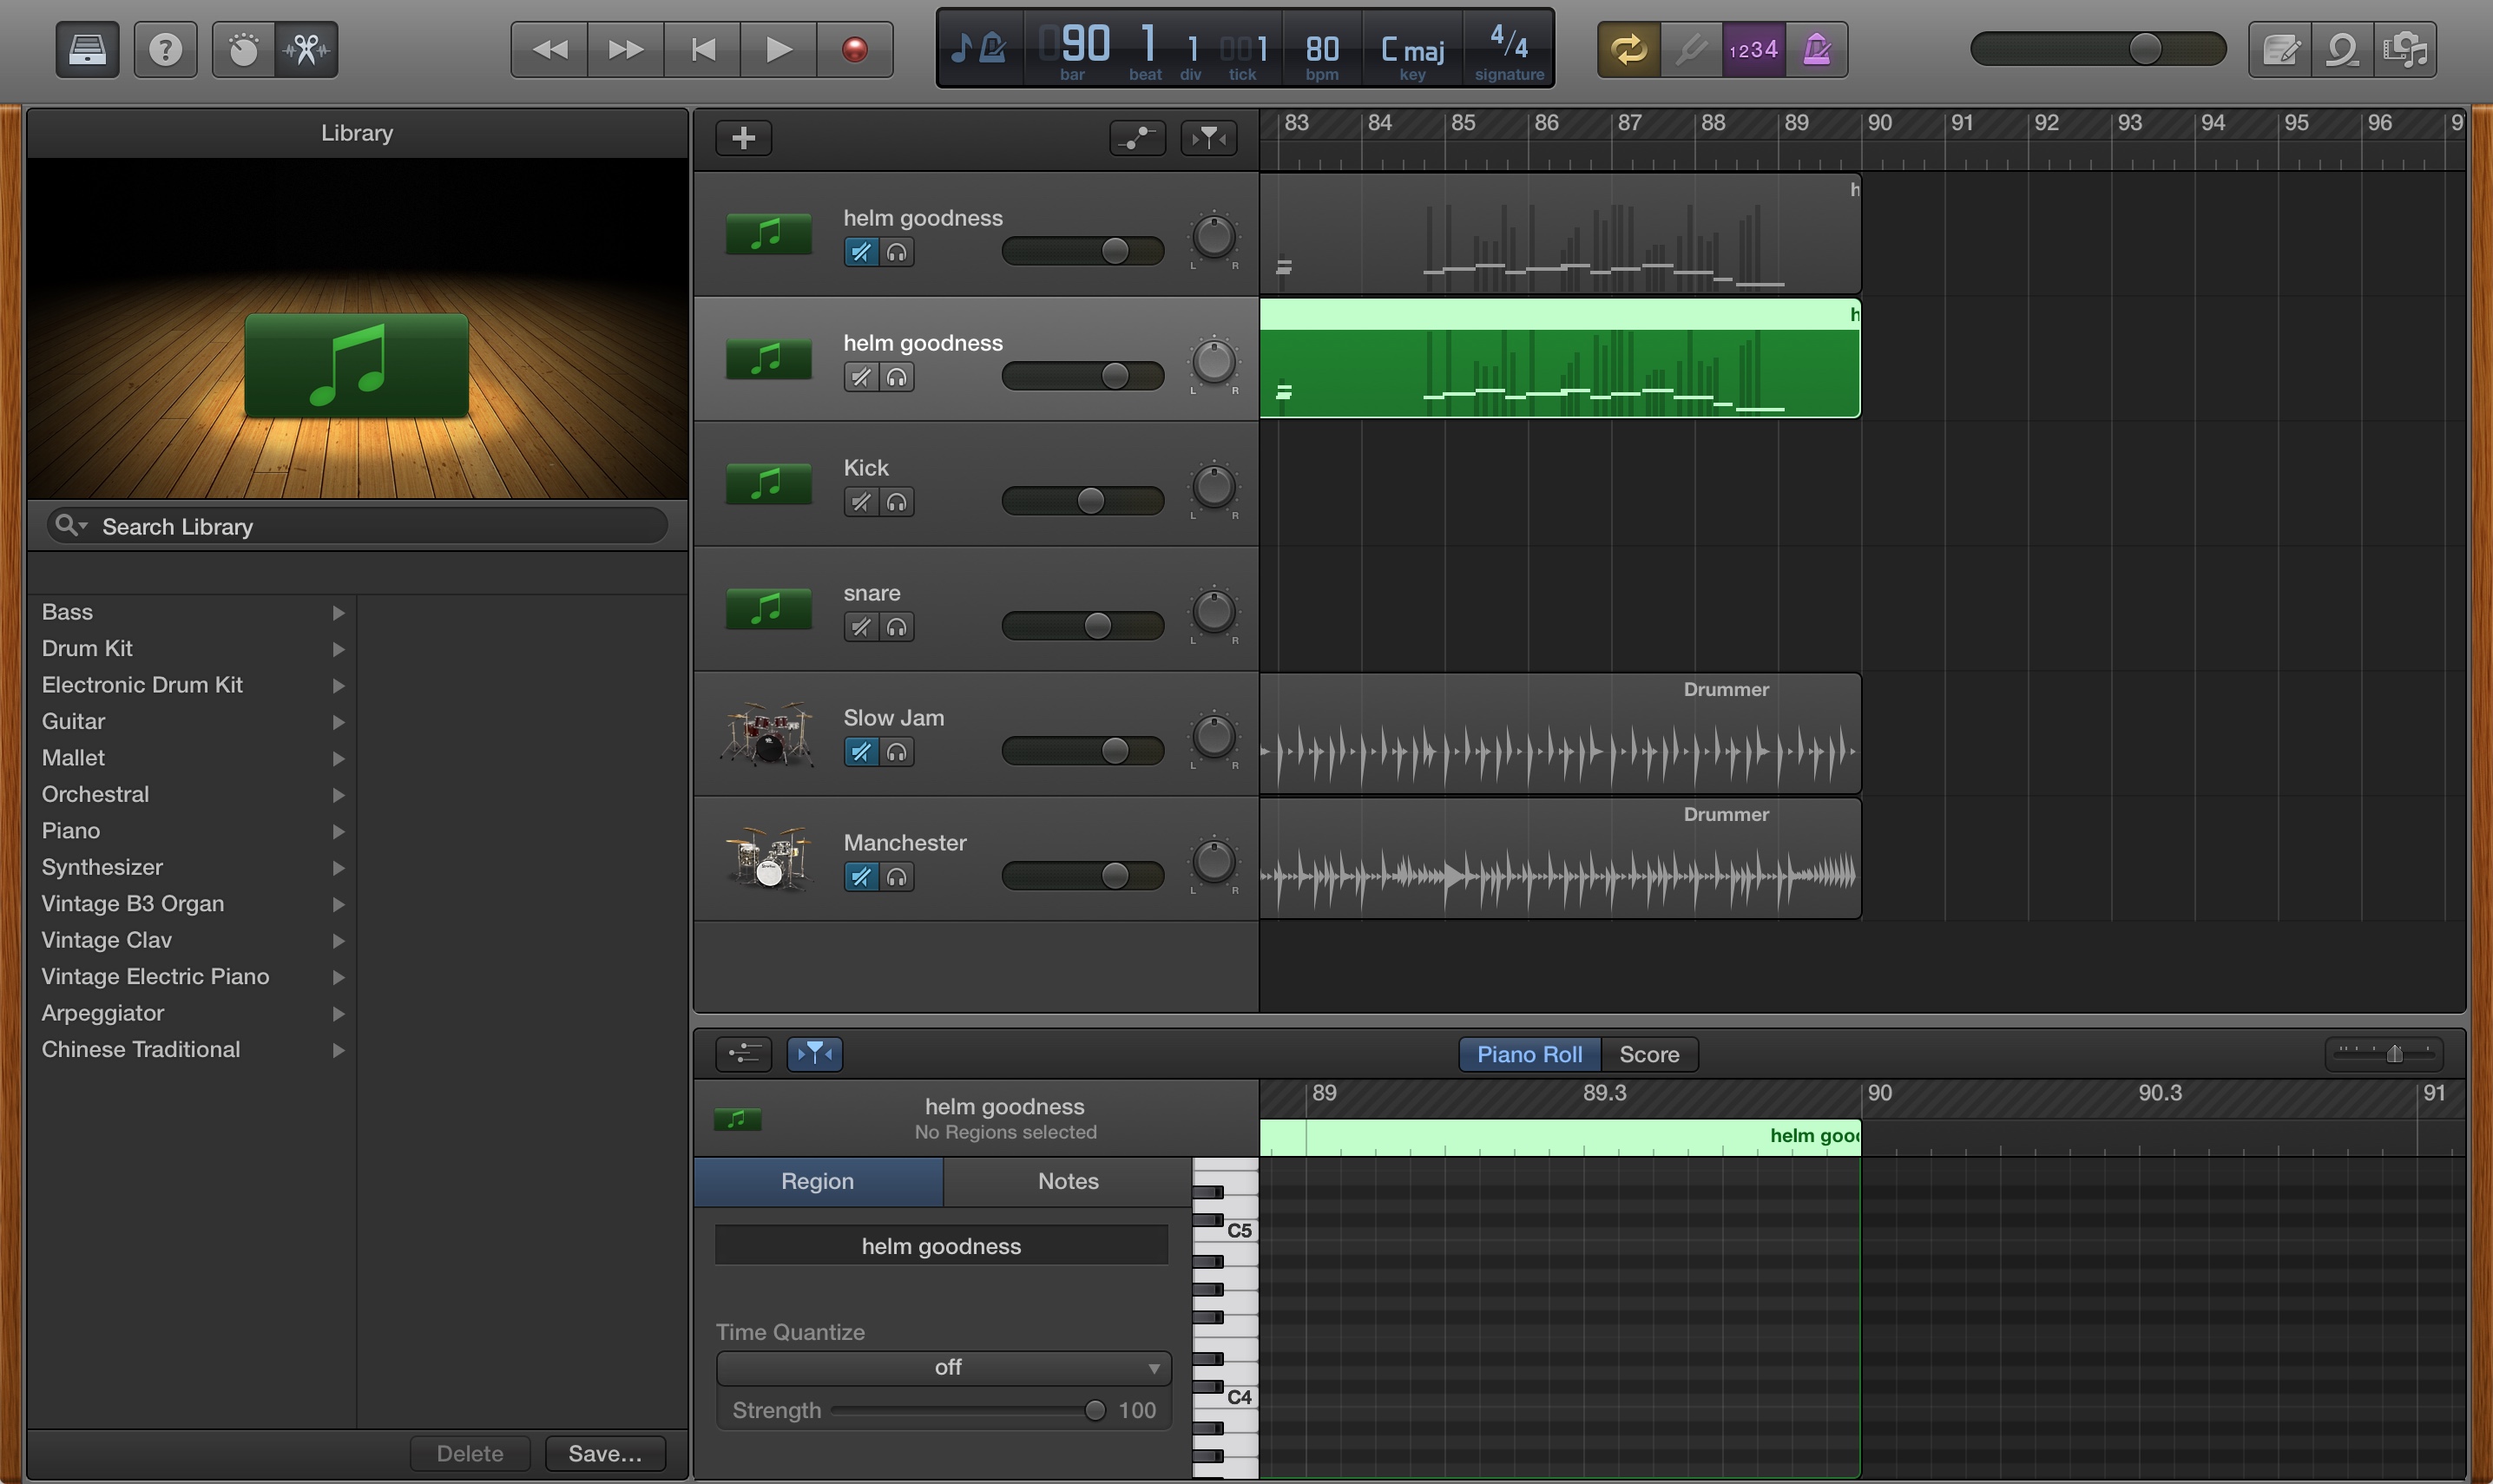 90 1 1 001 80 C maj 4/4
bar beat div tick bpm key signature
1234
Library
Search Library
Bass
Drum Kit
Electronic Drum Kit
Guitar
Mallet
Orchestral
Piano
Synthesizer
Vintage B3 Organ
Vintage Clav
Vintage Electric Piano
Arpeggiator
Chinese Traditional
Delete Save...
83 84 85 86 87 88 89 90 91 92 93 94 95 96 9
helm goodness
L R
h
helm goodness
L R
h
Kick
L R
snare
L R
Slow Jam
L R
Drummer
Manchester
L R
Drummer
Piano Roll Score
helm goodness
No Regions selected
89 89.3 90 90.3 91
helm good
Region Notes
helm goodness
Time Quantize
off
Strength 100
C5
C4